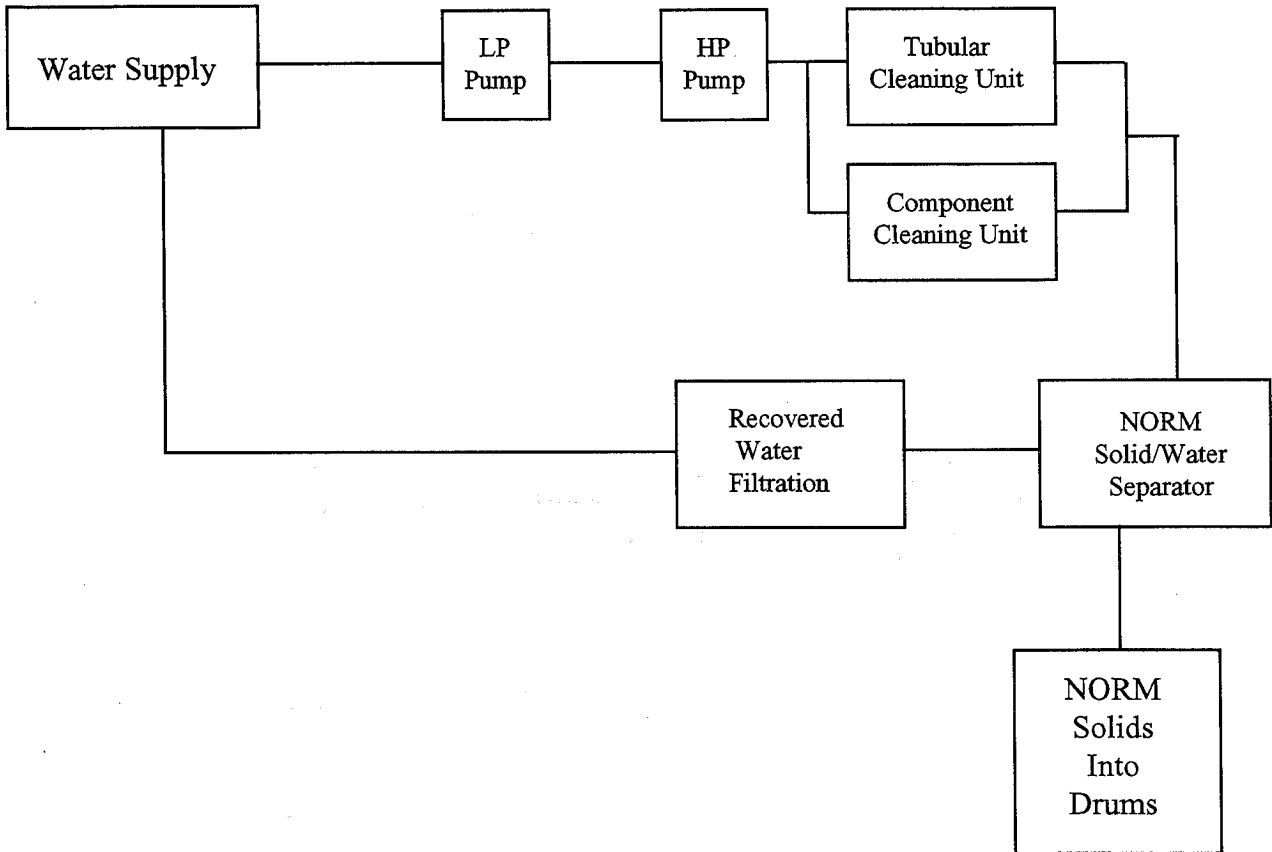 Water Supply
LP
Pump
HP
Pump
Tubular
Cleaning Unit
Component
Cleaning Unit
Recovered
Water
Filtration
NORM
Solid/Water
Separator
NORM
Solids
Into
Drums